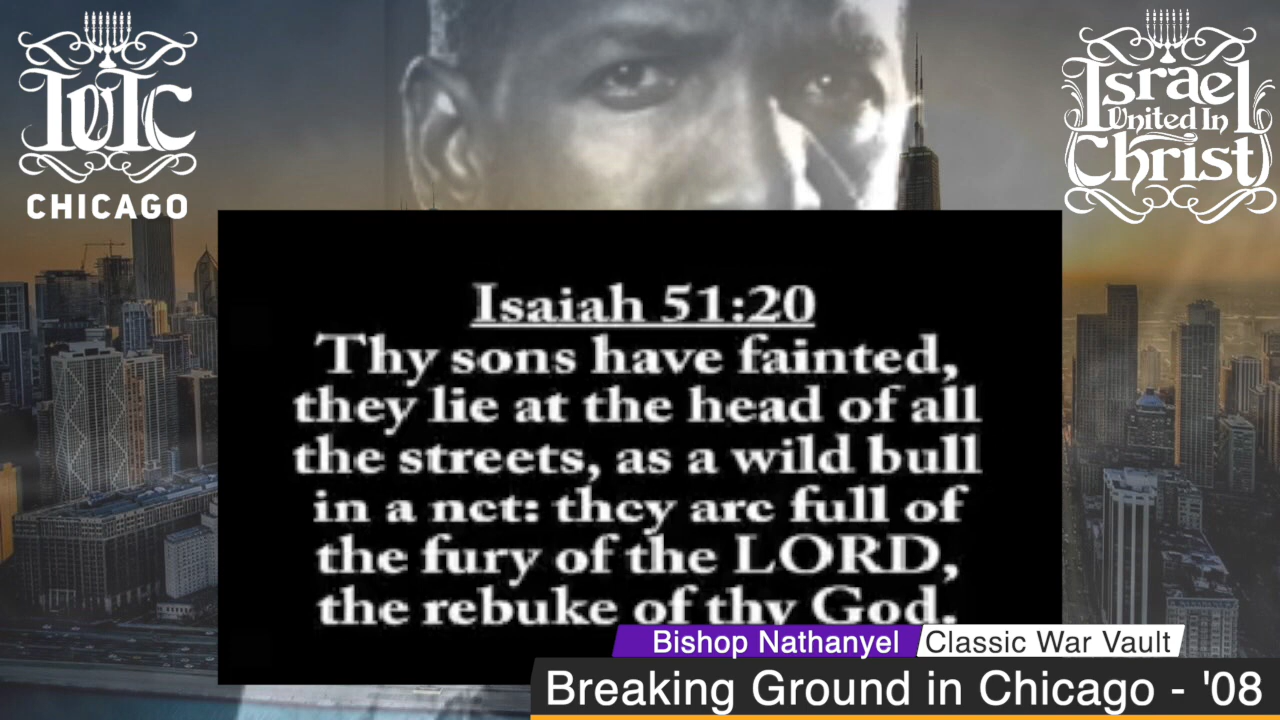 IUIC
CHICAGO
Israel
United In
Christ
Isaiah 51:20
Thy sons have fainted,
they lie at the head of all
the streets, as a wild bull
in a net: they are full of
the fury of the LORD,
the rebuke of thy God.
Bishop Nathanyel
Classic War Vault
Breaking Ground in Chicago - '08